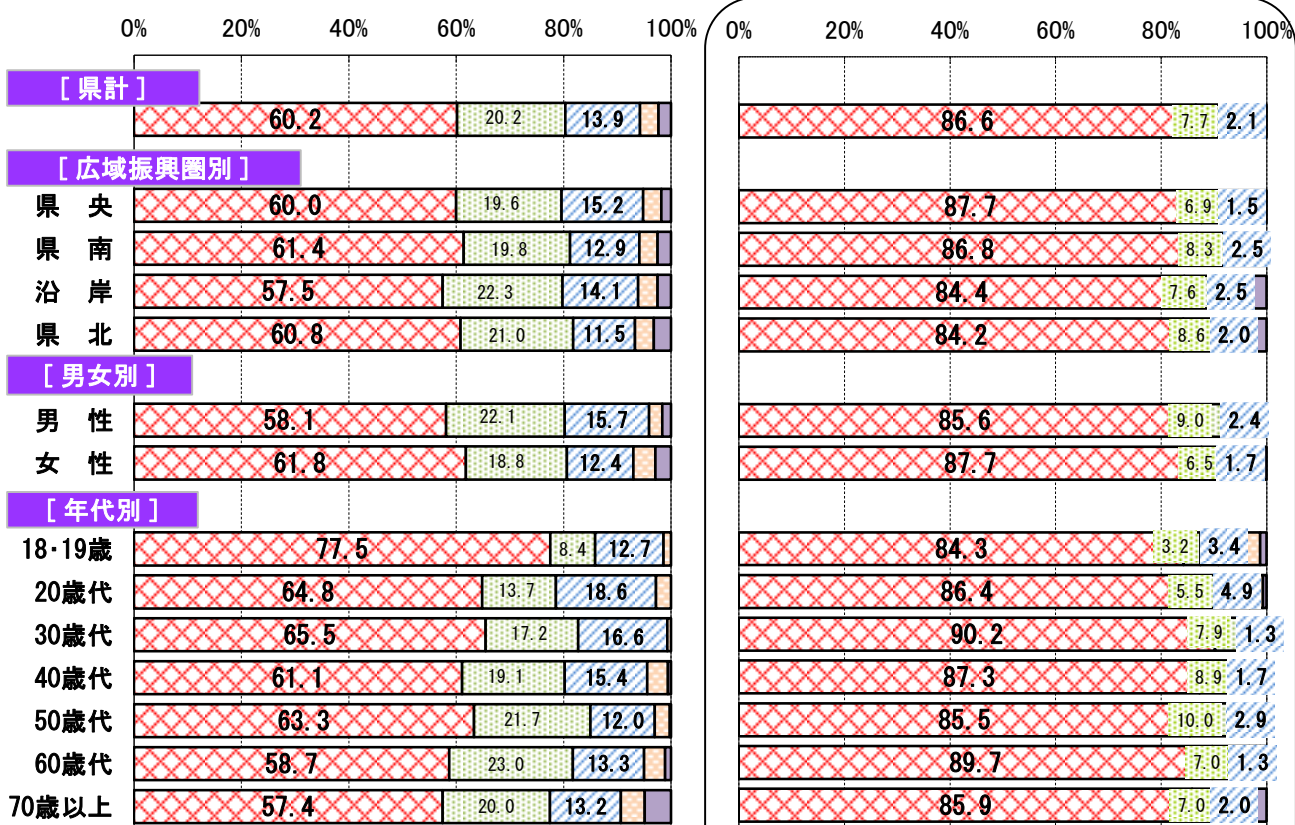 0% 20% 40% 60% 80% 100% 0% 20% 40% 60% 80% 100%
[ 県計 ]
60.2 20.2 13.9 86.6 7.7 2.1
[ 広域振興圏別 ]
県 央 60.0 19.6 15.2 87.7 6.9 1.5
県 南 61.4 19.8 12.9 86.8 8.3 2.5
沿 岸 57.5 22.3 14.1 84.4 7.6 2.5
県 北 60.8 21.0 11.5 84.2 8.6 2.0
[ 男女別 ]
男 性 58.1 22.1 15.7 85.6 9.0 2.4
女 性 61.8 18.8 12.4 87.7 6.5 1.7
[ 年代別 ]
18・19歳 77.5 8.4 12.7 84.3 3.2 3.4
20歳代 64.8 13.7 18.6 86.4 5.5 4.9
30歳代 65.5 17.2 16.6 90.2 7.9 1.3
40歳代 61.1 19.1 15.4 87.3 8.9 1.7
50歳代 63.3 21.7 12.0 85.5 10.0 2.9
60歳代 58.7 23.0 13.3 89.7 7.0 1.3
70歳以上 57.4 20.0 13.2 85.9 7.0 2.0